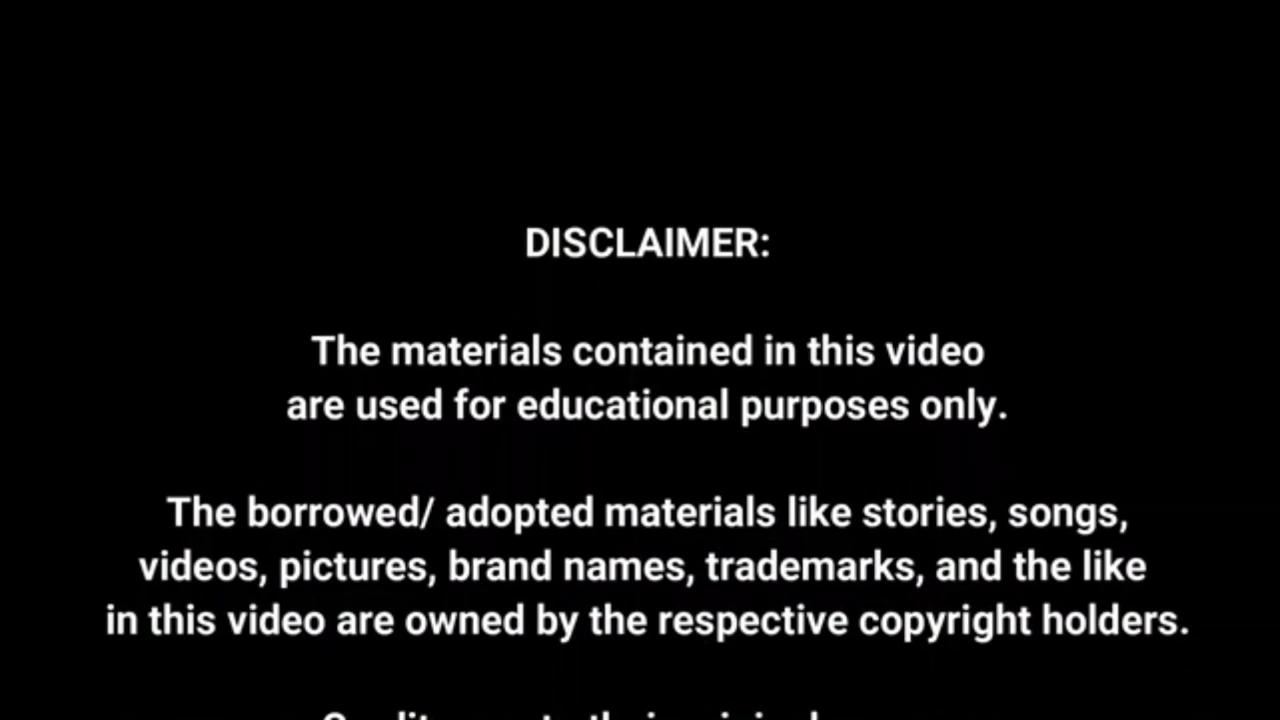 DISCLAIMER:
The materials contained in this video
are used for educational purposes only.
The borrowed/ adopted materials like stories, songs,
videos, pictures, brand names, trademarks, and the like
in this video are owned by the respective copyright holders.